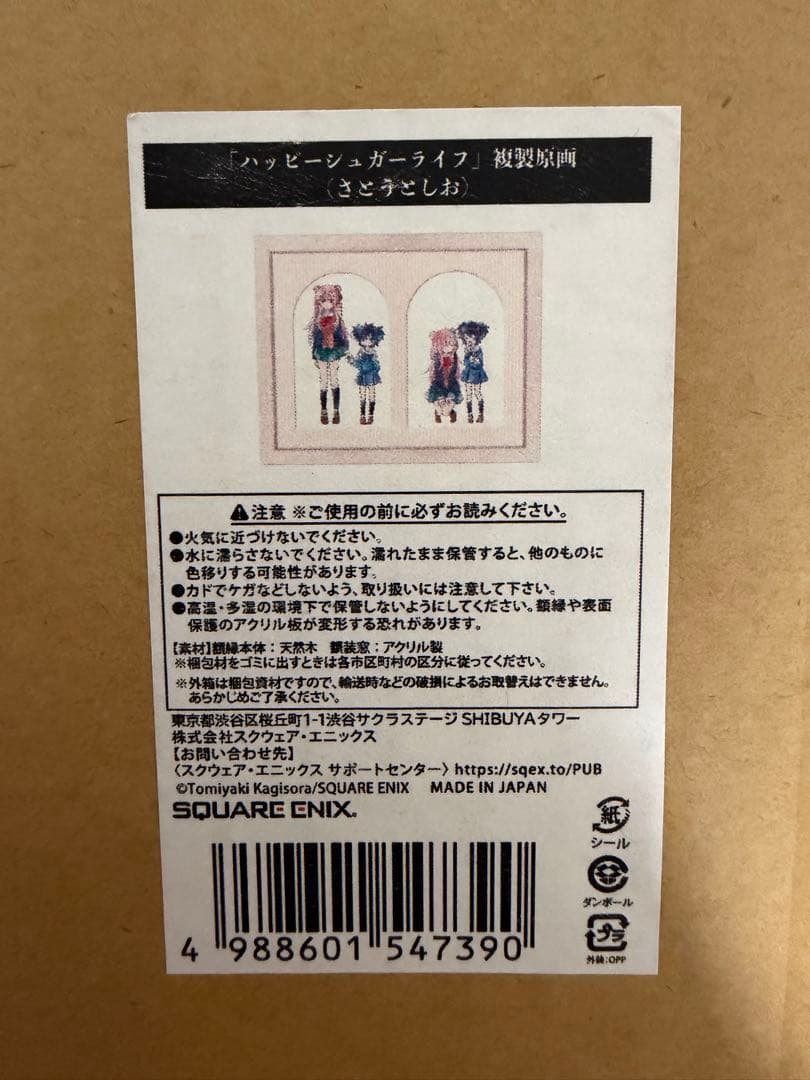 「ハッピーシュガーライフ」複製原画
（さとうとしお）
⚠注意 ※ご使用の前に必ずお読みください。
●火気に近づけないでください。
●水に濡らさないでください。濡れたまま保管すると、他のものに
色移りする可能性があります。
●カドでケガなどしないよう、取り扱いには注意して下さい。
●高温・多湿の環境下で保管しないようにしてください。額縁や表面
保護のアクリル板が変形する恐れがあります。
【素材】額縁本体：天然木 額装窓：アクリル製
※梱包材をゴミに出すときは各市区町村の区分に従ってください。
※外箱は梱包資材ですので、輸送時などの破損によるお取替えはできません。
あらかじめご了承ください。
東京都渋谷区桜丘町1-1渋谷サクラステージ SHIBUYAタワー
株式会社スクウェア・エニックス
【お問い合わせ先】
〈スクウェア・エニックス サポートセンター〉https://sqex.to/PUB
©Tomiyaki Kagisora/SQUARE ENIX MADE IN JAPAN
SQUARE ENIX.
紙
シール
ダンボール
プラ
外装：OPP
4 988601 547390